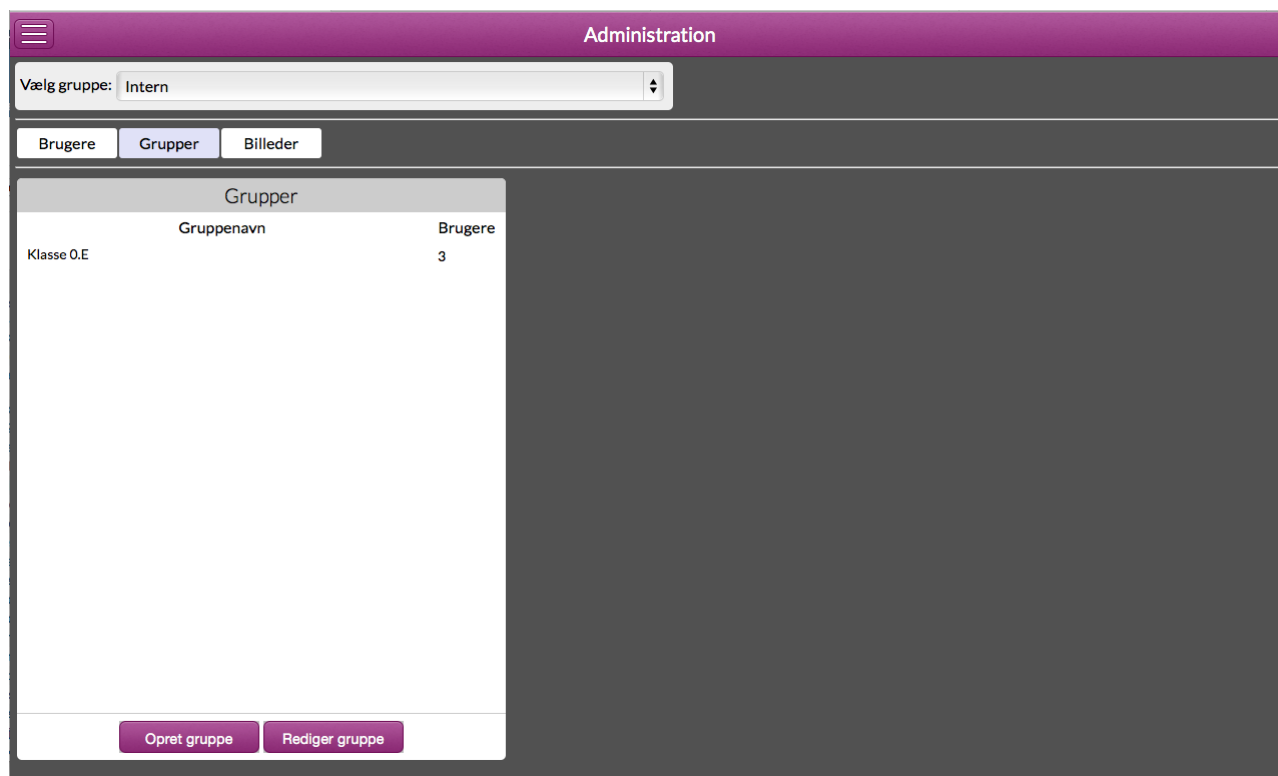 Administration
Vælg gruppe: Intern
Brugere Grupper Billeder
Grupper
Gruppenavn Brugere
Klasse 0.E 3
Opret gruppe Rediger gruppe